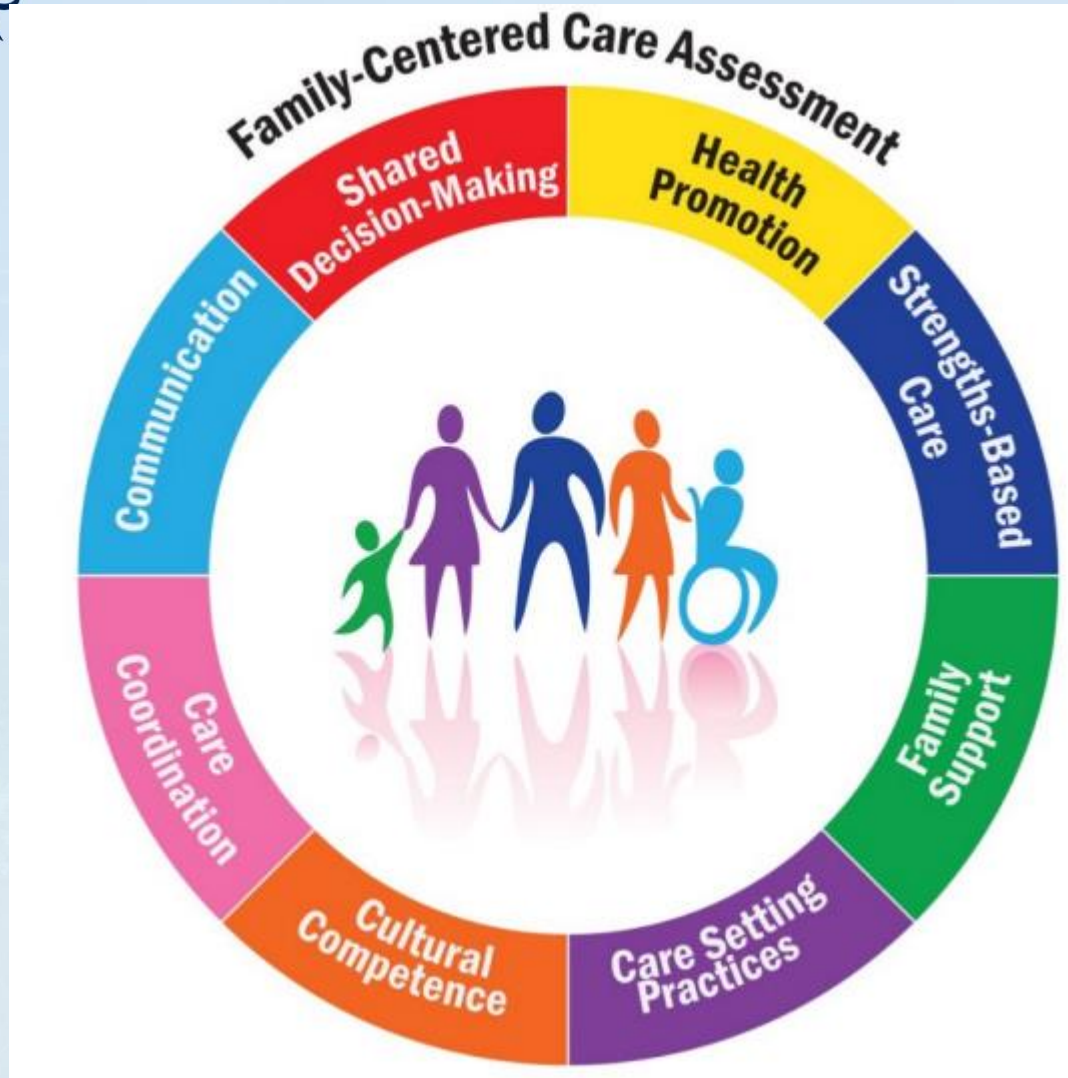 Family-Centered Care Assessment
Shared
Decision-Making
Health
Promotion
Strengths-Based
Care
Family
Support
Care Setting
Practices
Cultural
Competence
Care
Coordination
Communication